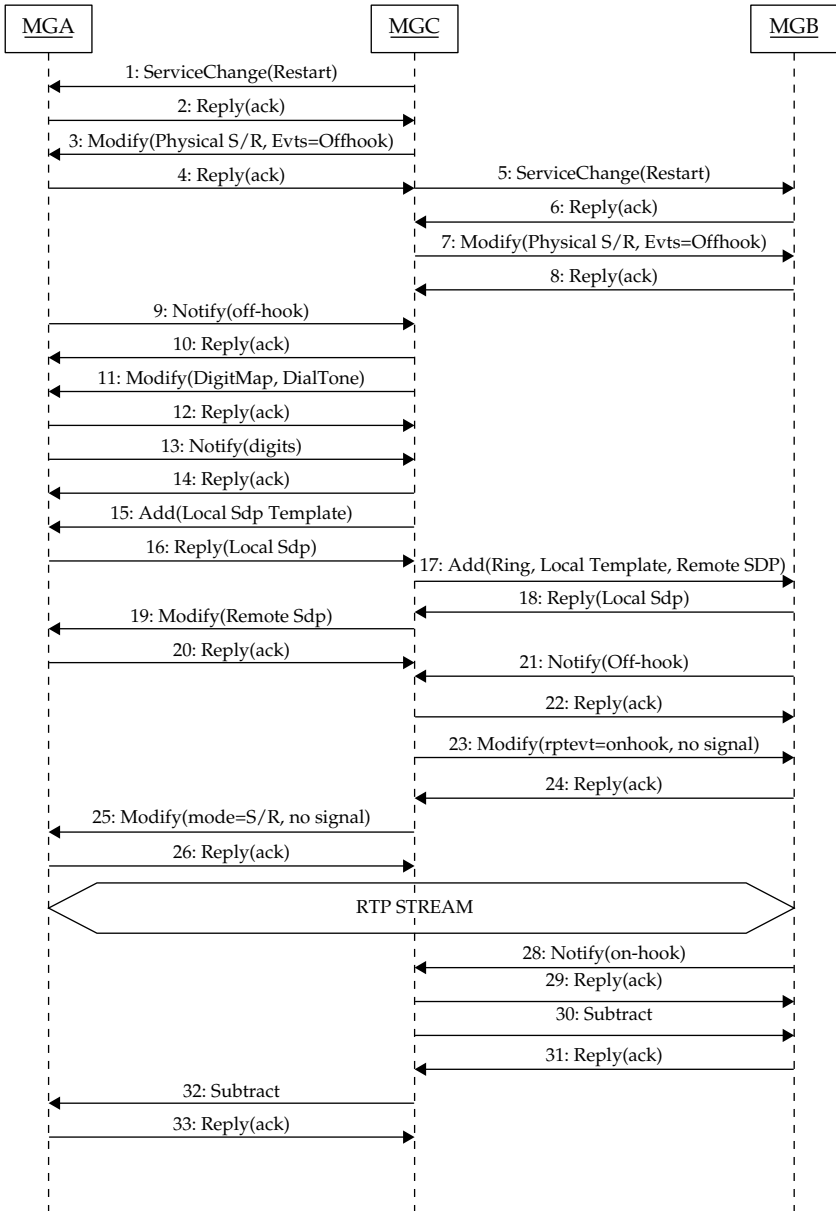 MGA
MGC
MGB
1: ServiceChange(Restart)
2: Reply(ack)
3: Modify(Physical S/R, Evts=Offhook)
4: Reply(ack)
5: ServiceChange(Restart)
6: Reply(ack)
7: Modify(Physical S/R, Evts=Offhook)
8: Reply(ack)
9: Notify(off-hook)
10: Reply(ack)
11: Modify(DigitMap, DialTone)
12: Reply(ack)
13: Notify(digits)
14: Reply(ack)
15: Add(Local Sdp Template)
16: Reply(Local Sdp)
17: Add(Ring, Local Template, Remote SDP)
18: Reply(Local Sdp)
19: Modify(Remote Sdp)
20: Reply(ack)
21: Notify(Off-hook)
22: Reply(ack)
23: Modify(rptevt=onhook, no signal)
24: Reply(ack)
25: Modify(mode=S/R, no signal)
26: Reply(ack)
RTP STREAM
28: Notify(on-hook)
29: Reply(ack)
30: Subtract
31: Reply(ack)
32: Subtract
33: Reply(ack)